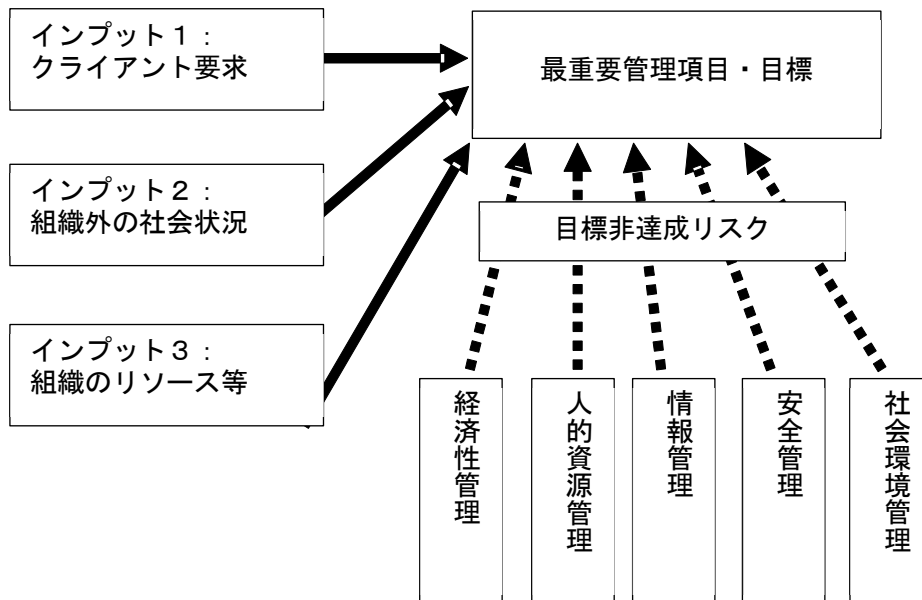 インプット１：
クライアント要求
最重要管理項目・目標
インプット２：
組織外の社会状況
目標非達成リスク
インプット３：
組織のリソース等
経済性管理
人的資源管理
情報管理
安全管理
社会環境管理